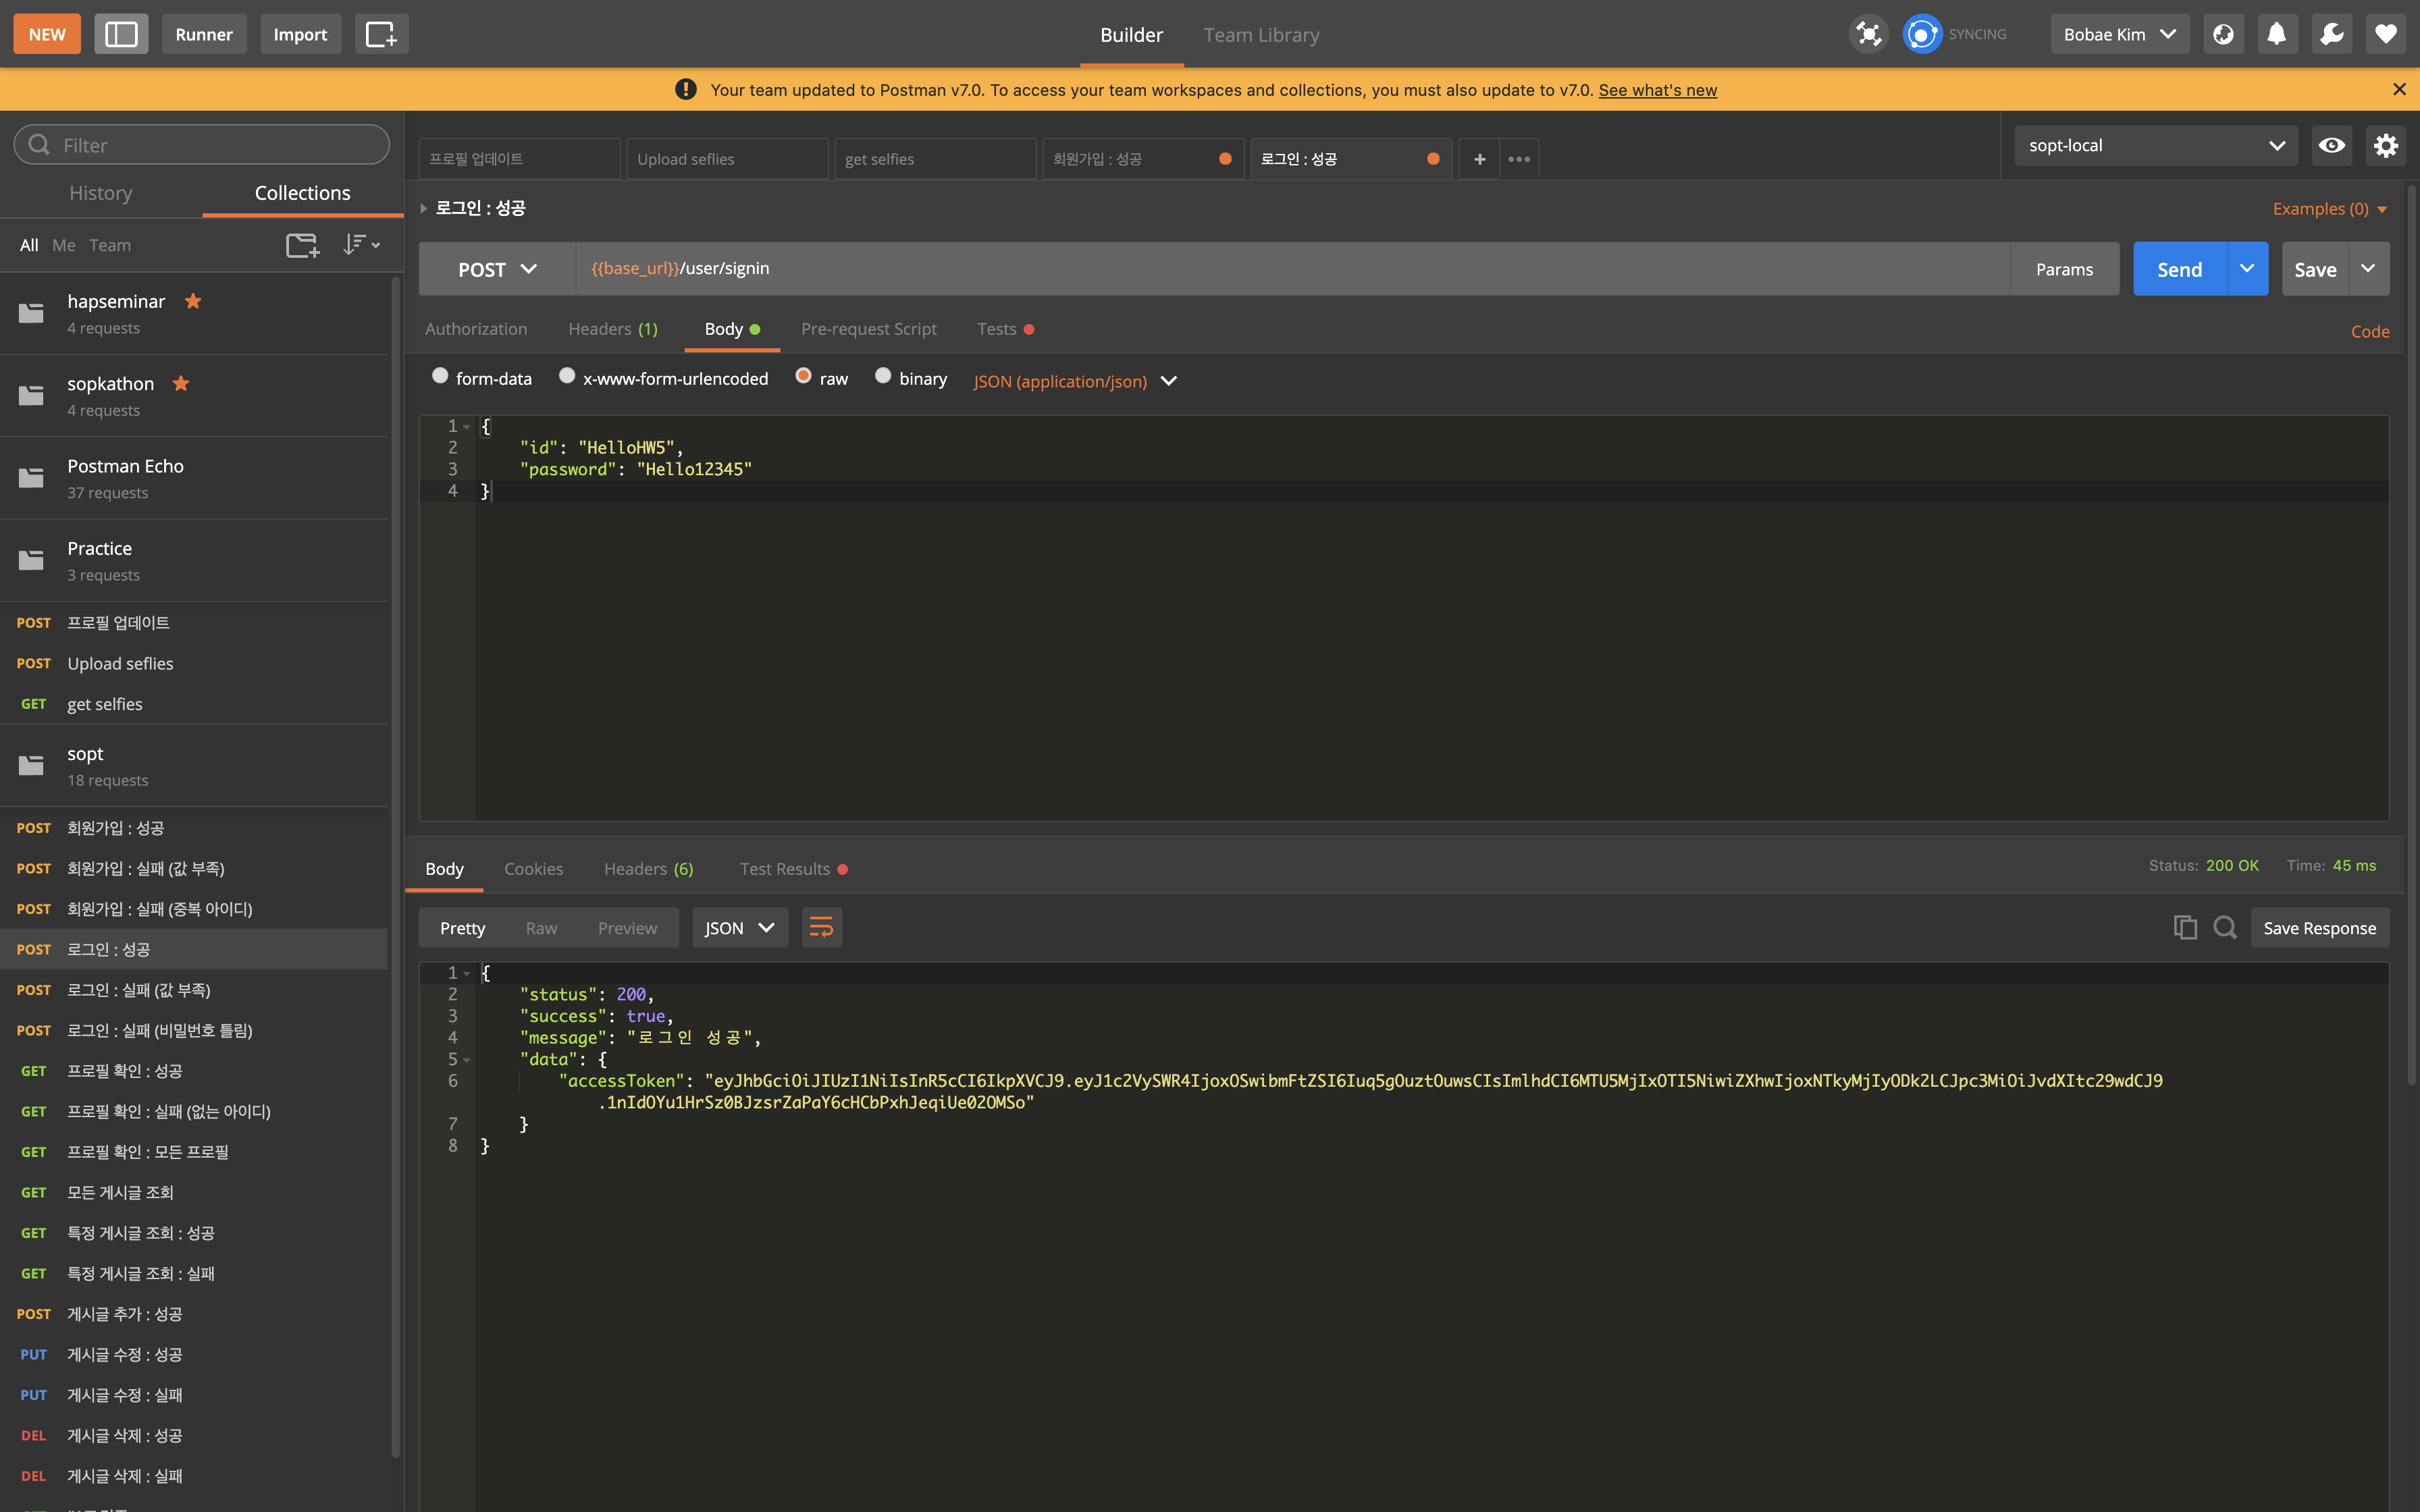 NEW
Runner
Import
Builder
Team Library
SYNCING
Bobae Kim
Your team updated to Postman v7.0. To access your team workspaces and collections, you must also update to v7.0. See what's new
Filter
History
Collections
All
Me
Team
hapseminar
4 requests
sopkathon
4 requests
Postman Echo
37 requests
Practice
3 requests
POST 프로필 업데이트
POST Upload seflies
GET get selfies
sopt
18 requests
POST 회원가입 : 성공
POST 회원가입 : 실패 (값 부족)
POST 회원가입 : 실패 (중복 아이디)
POST 로그인 : 성공
POST 로그인 : 실패 (값 부족)
POST 로그인 : 실패 (비밀번호 틀림)
GET 프로필 확인 : 성공
GET 프로필 확인 : 실패 (없는 아이디)
GET 프로필 확인 : 모든 프로필
GET 모든 게시글 조회
GET 특정 게시글 조회 : 성공
GET 특정 게시글 조회 : 실패
POST 게시글 추가 : 성공
PUT 게시글 수정 : 성공
PUT 게시글 수정 : 실패
DEL 게시글 삭제 : 성공
DEL 게시글 삭제 : 실패
프로필 업데이트
Upload seflies
get selfies
회원가입 : 성공
로그인 : 성공
+
sopt-local
로그인 : 성공
Examples (0)
POST
{{base_url}}/user/signin
Params
Send
Save
Authorization
Headers (1)
Body
Pre-request Script
Tests
Code
form-data
x-www-form-urlencoded
raw
binary
JSON (application/json)
1 {
2 "id": "HelloHW5",
3 "password": "Hello12345"
4 }
Body
Cookies
Headers (6)
Test Results
Status: 200 OK
Time: 45 ms
Pretty
Raw
Preview
JSON
Save Response
1 {
2 "status": 200,
3 "success": true,
4 "message": "로그인 성공",
5 "data": {
6 "accessToken": "eyJhbGciOiJIUzI1NiIsInR5cCI6IkpXVCJ9.eyJ1c2VySWR4IjoxOSwibmFtZSI6Iuq5gOuztOuwsCIsImlhdCI6MTU5MjIxOTI5NiwiZXhwIjoxNTkyMjIyODk2LCJpc3MiOiJvdXItc29wdCJ9
.1nIdOYu1HrSz0BJzsrZaPaY6cHCbPxhJeqiUe02OMSo"
7 }
8 }